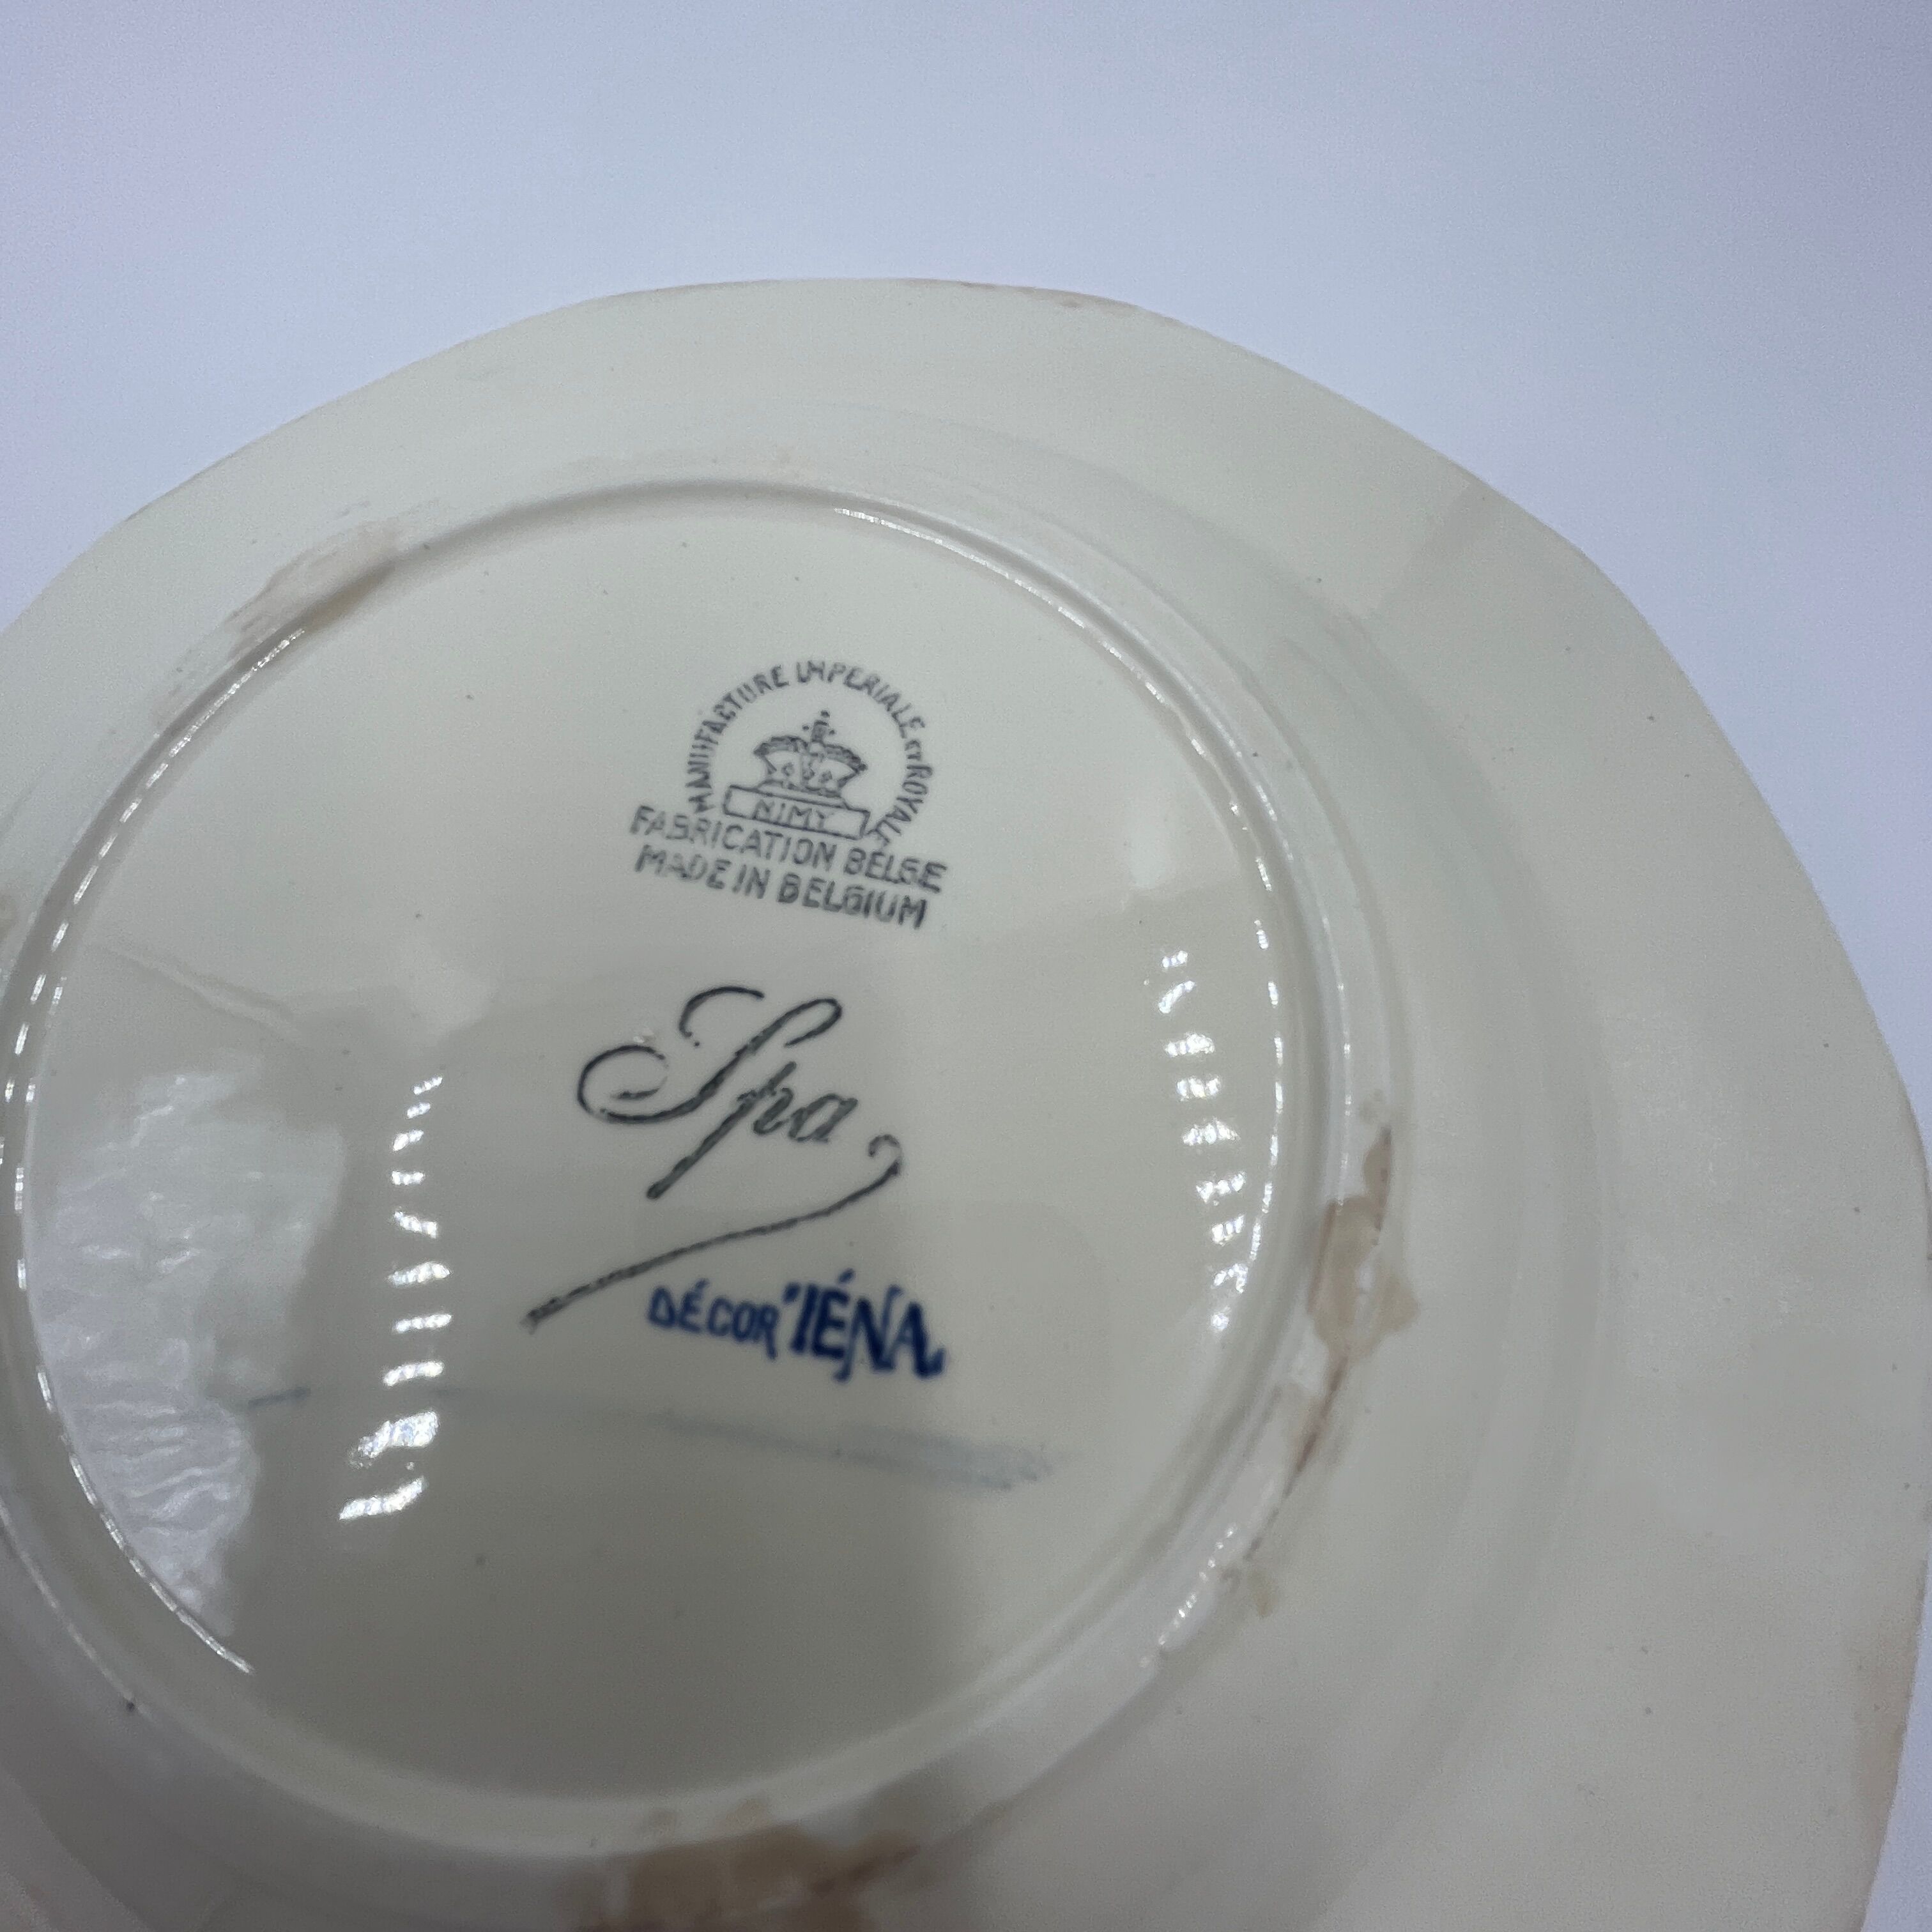 MANUFACTURE IMPERIALE ET ROYALE
NIMY
FABRICATION BELGE
MADE IN BELGIUM
Spa
DÉCOR "IÉNA